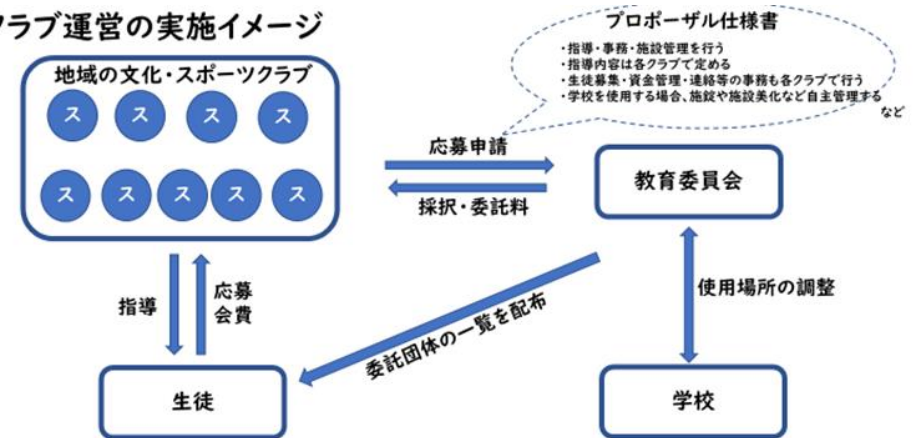 クラブ運営の実施イメージ
プロポーザル仕様書
・指導・事務・施設管理を行う
・指導内容は各クラブで定める
・生徒募集・資金管理・連絡等の事務も各クラブで行う
・学校を使用する場合、施錠や施設美化など自主管理する
など
地域の文化・スポーツクラブ
ス ス ス ス
ス ス ス ス ス
応募申請
採択・委託料
教育委員会
指導
応募
会費
委託団体の一覧を配布
使用場所の調整
生徒
学校